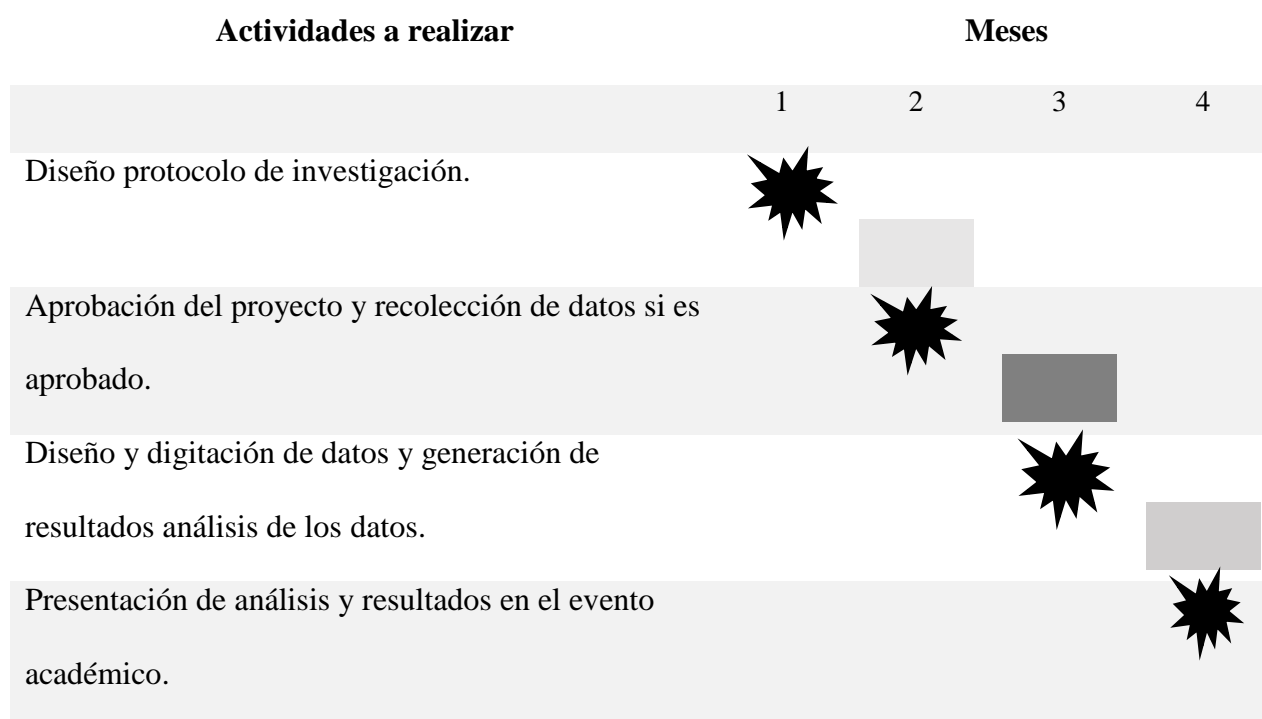 Actividades a realizar Meses
1 2 3 4
Diseño protocolo de investigación.
Aprobación del proyecto y recolección de datos si es
aprobado.
Diseño y digitación de datos y generación de
resultados análisis de los datos.
Presentación de análisis y resultados en el evento
académico.